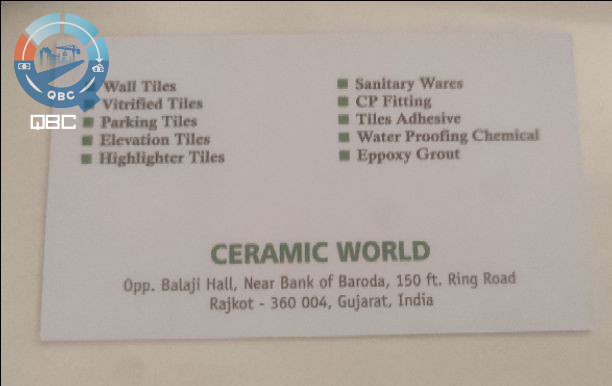 QBC
QBC
Wall Tiles
Vitrified Tiles
Parking Tiles
Elevation Tiles
Highlighter Tiles
Sanitary Wares
CP Fitting
Tiles Adhesive
Water Proofing Chemical
Eppoxy Grout
CERAMIC WORLD
Opp. Balaji Hall, Near Bank of Baroda, 150 ft. Ring Road
Rajkot - 360 004, Gujarat, India